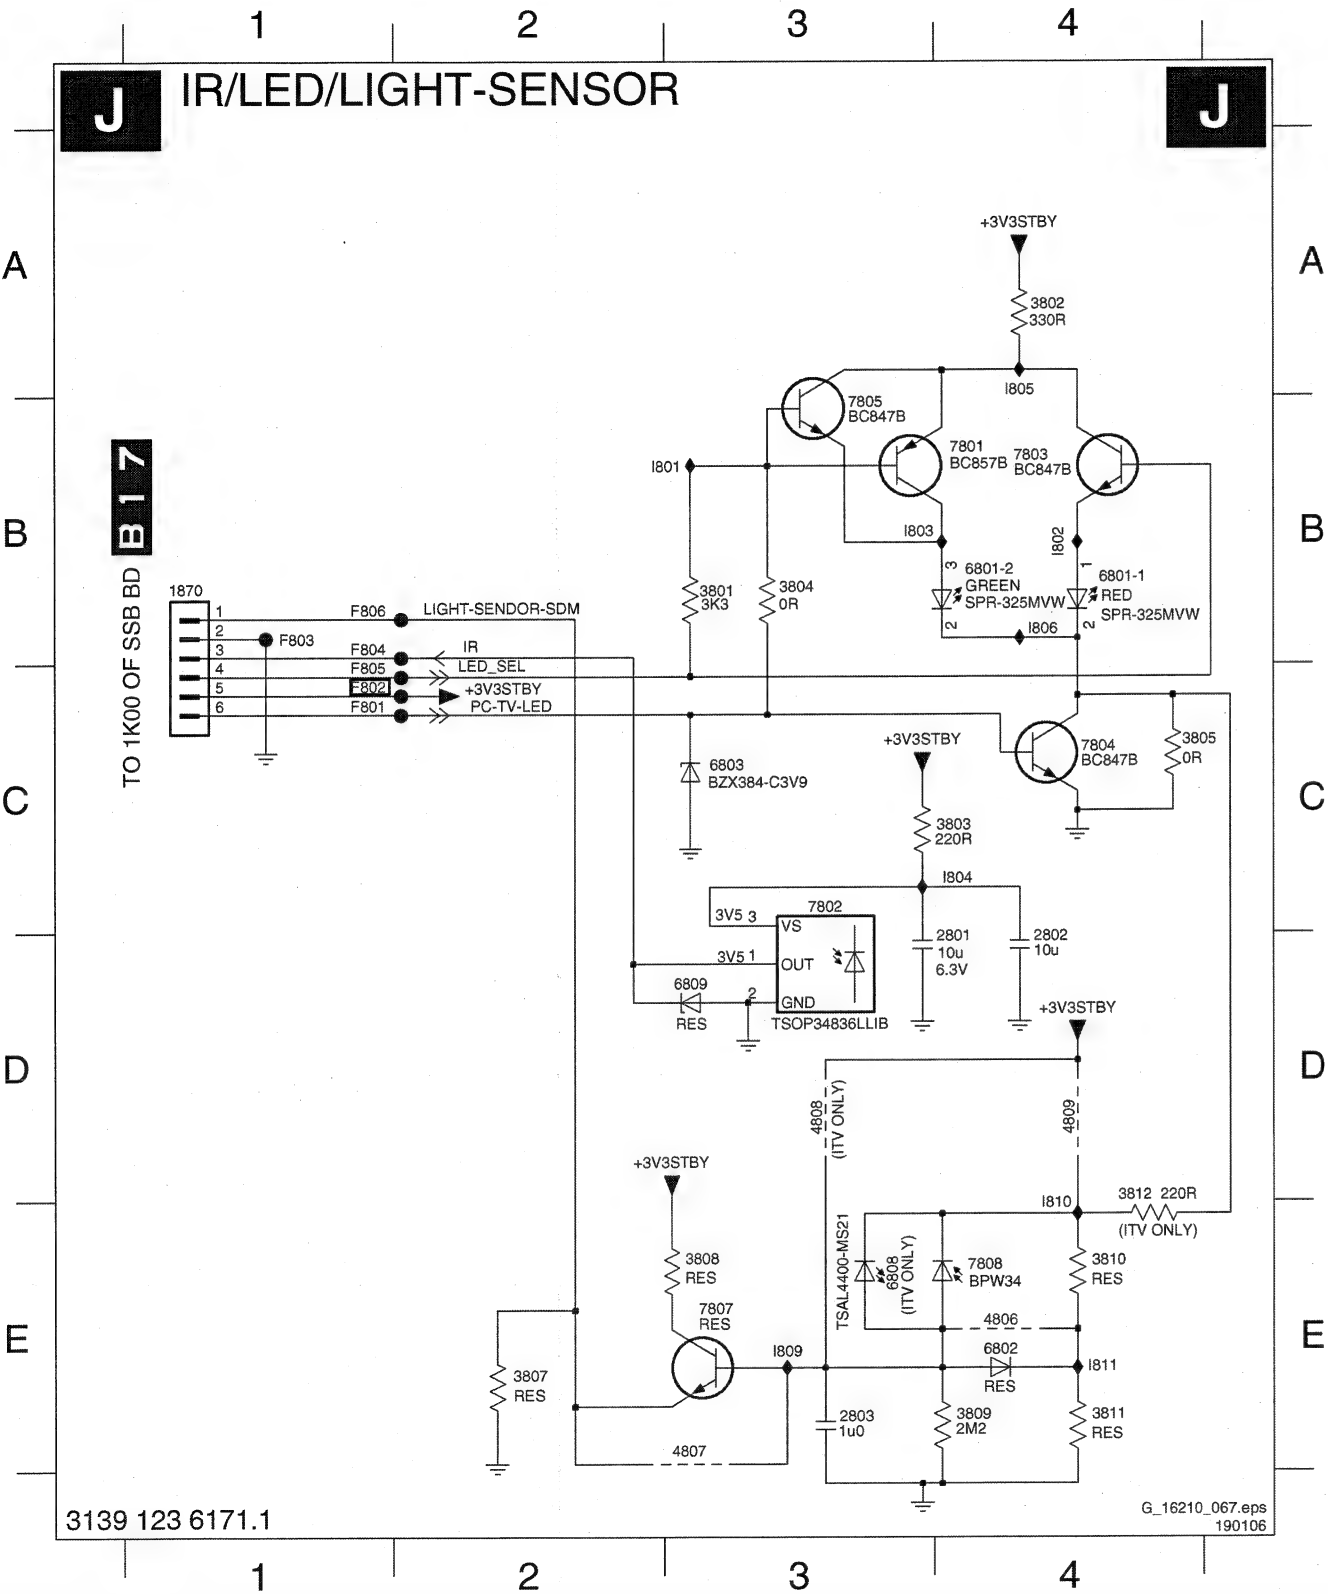 1 2 3 4
J IR/LED/LIGHT-SENSOR J
A A
+3V3STBY
3802
330R
I805
7805
BC847B
7801
BC857B
7803
BC847B
I801
B B
TO 1K00 OF SSB BD B 1 7
I803
I802
3
6801-2
GREEN
SPR-325MVW
2
1
6801-1
RED
SPR-325MVW
2
I806
3801
3K3
3804
0R
1870
1 F806 LIGHT-SENDOR-SDM
2 F803
3 F804 IR
4 F805 LED_SEL
5 F802 +3V3STBY
6 F801 PC-TV-LED
6803
BZX384-C3V9
+3V3STBY
7804
BC847B
3805
0R
C C
3803
220R
I804
7802
3V5 3 VS
3V5 1 OUT
2 GND
TSOP34836LLIB
6809
RES
2801
10u
6.3V
2802
10u
+3V3STBY
D D
4808
(ITV ONLY)
4809
+3V3STBY
I810
3812 220R
(ITV ONLY)
3808
RES
7807
RES
TSAL4400-MS21
6808
(ITV ONLY)
7808
BPW34
3810
RES
4806
E E
I809
6802
RES
I811
3807
RES
2803
1u0
3809
2M2
3811
RES
4807
3139 123 6171.1
G_16210_067.eps
190106
1 2 3 4